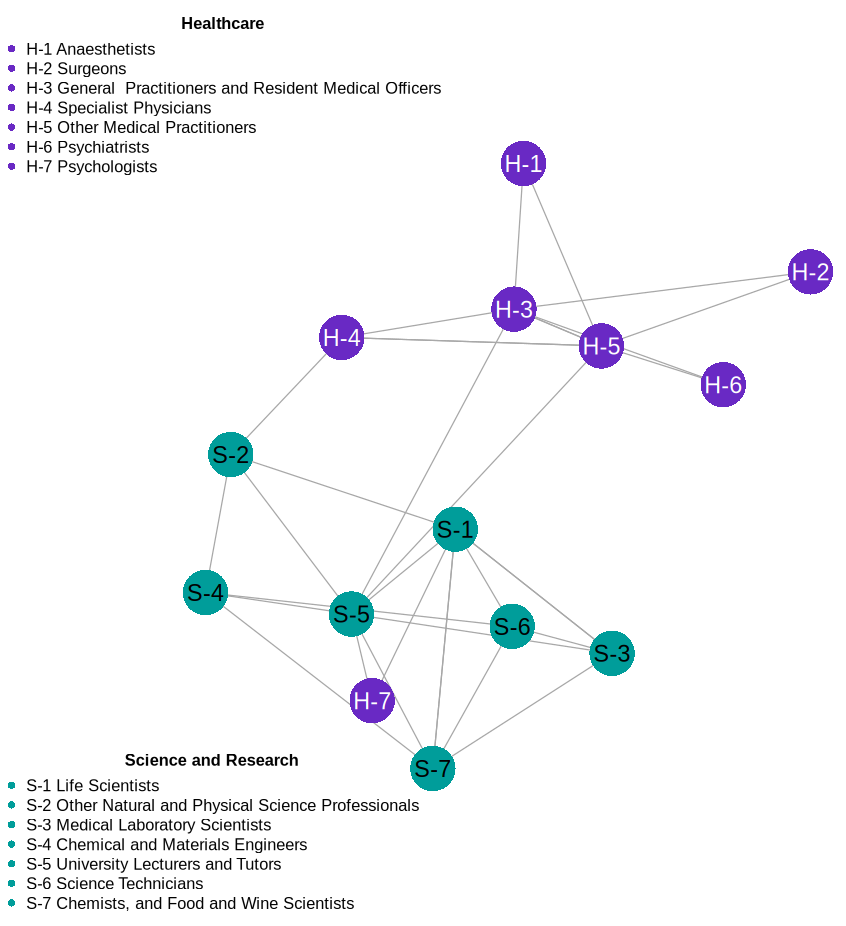 Healthcare
H-1 Anaesthetists
H-2 Surgeons
H-3 General  Practitioners and Resident Medical Officers
H-4 Specialist Physicians
H-5 Other Medical Practitioners
H-6 Psychiatrists
H-7 Psychologists
H-1
H-2
H-3
H-4
H-5
H-6
S-2
S-1
S-4
S-5
S-6
S-3
H-7
S-7
Science and Research
S-1 Life Scientists
S-2 Other Natural and Physical Science Professionals
S-3 Medical Laboratory Scientists
S-4 Chemical and Materials Engineers
S-5 University Lecturers and Tutors
S-6 Science Technicians
S-7 Chemists, and Food and Wine Scientists